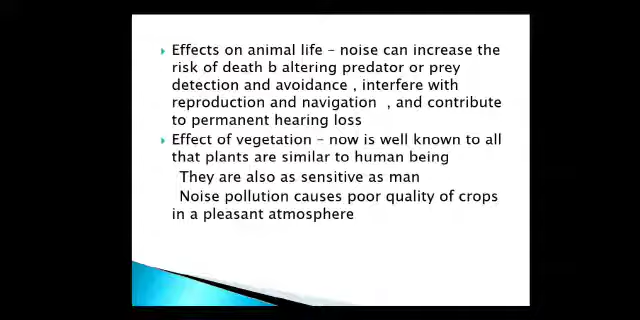 Effects on animal life – noise can increase the
risk of death b altering predator or prey
detection and avoidance , interfere with
reproduction and navigation , and contribute
to permanent hearing loss
Effect of vegetation – now is well known to all
that plants are similar to human being
They are also as sensitive as man
Noise pollution causes poor quality of crops
in a pleasant atmosphere